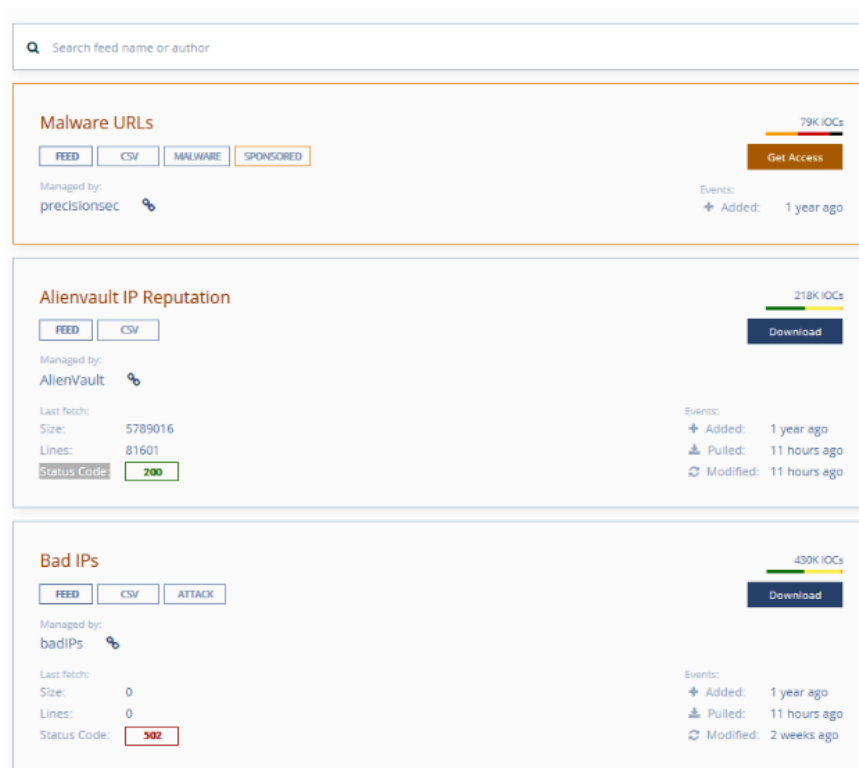 Search feed name or author
Malware URLs
79K IOCs
FEED CSV MALWARE SPONSORED
Get Access
Managed by:
Events:
precisionsec
Added: 1 year ago
Alienvault IP Reputation
218K IOCs
FEED CSV
Download
Managed by:
AlienVault
Last fetch:
Events:
Size: 5789016
Added: 1 year ago
Lines: 81601
Pulled: 11 hours ago
Status Code: 200
Modified: 11 hours ago
Bad IPs
430K IOCs
FEED CSV ATTACK
Download
Managed by:
badIPs
Last fetch:
Events:
Size: 0
Added: 1 year ago
Lines: 0
Pulled: 11 hours ago
Status Code: 502
Modified: 2 weeks ago